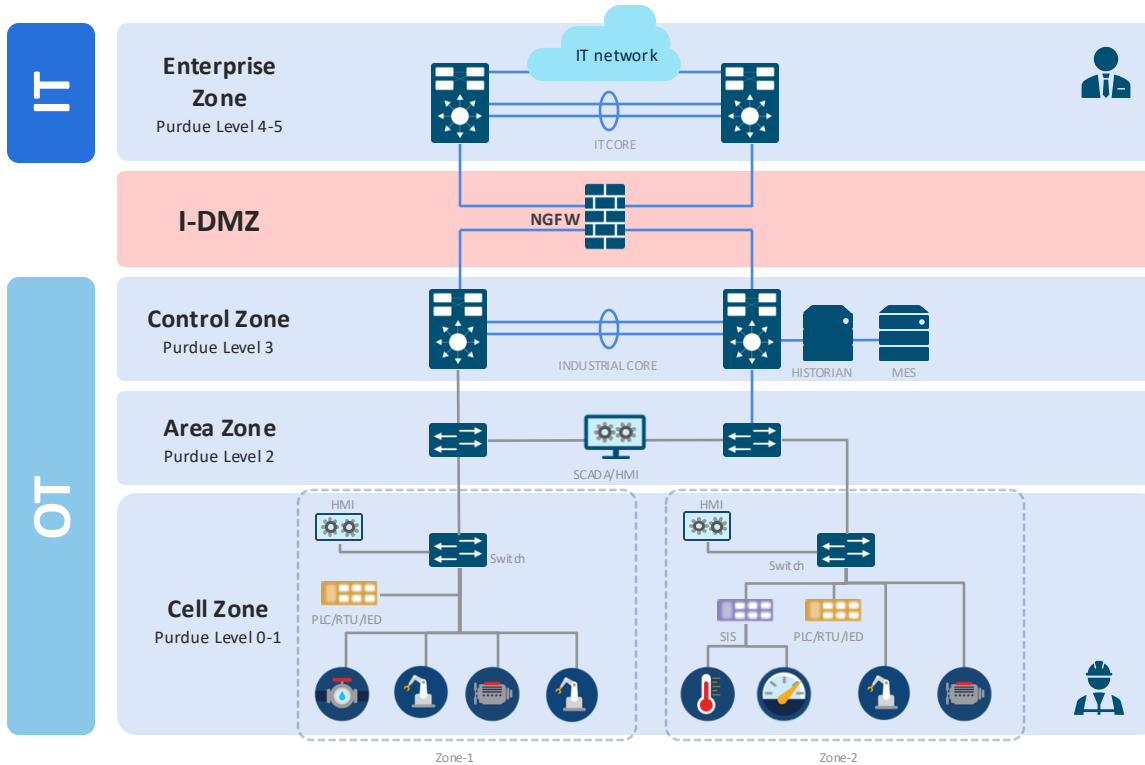 IT
Enterprise
Zone
Purdue Level 4-5
IT network
IT CORE
I-DMZ
NGFW
OT
Control Zone
Purdue Level 3
INDUSTRIAL CORE
HISTORIAN
MES
Area Zone
Purdue Level 2
SCADA/HMI
Cell Zone
Purdue Level 0-1
HMI
Switch
PLC/RTU/IED
Zone-1
HMI
Switch
SIS
PLC/RTU/IED
Zone-2